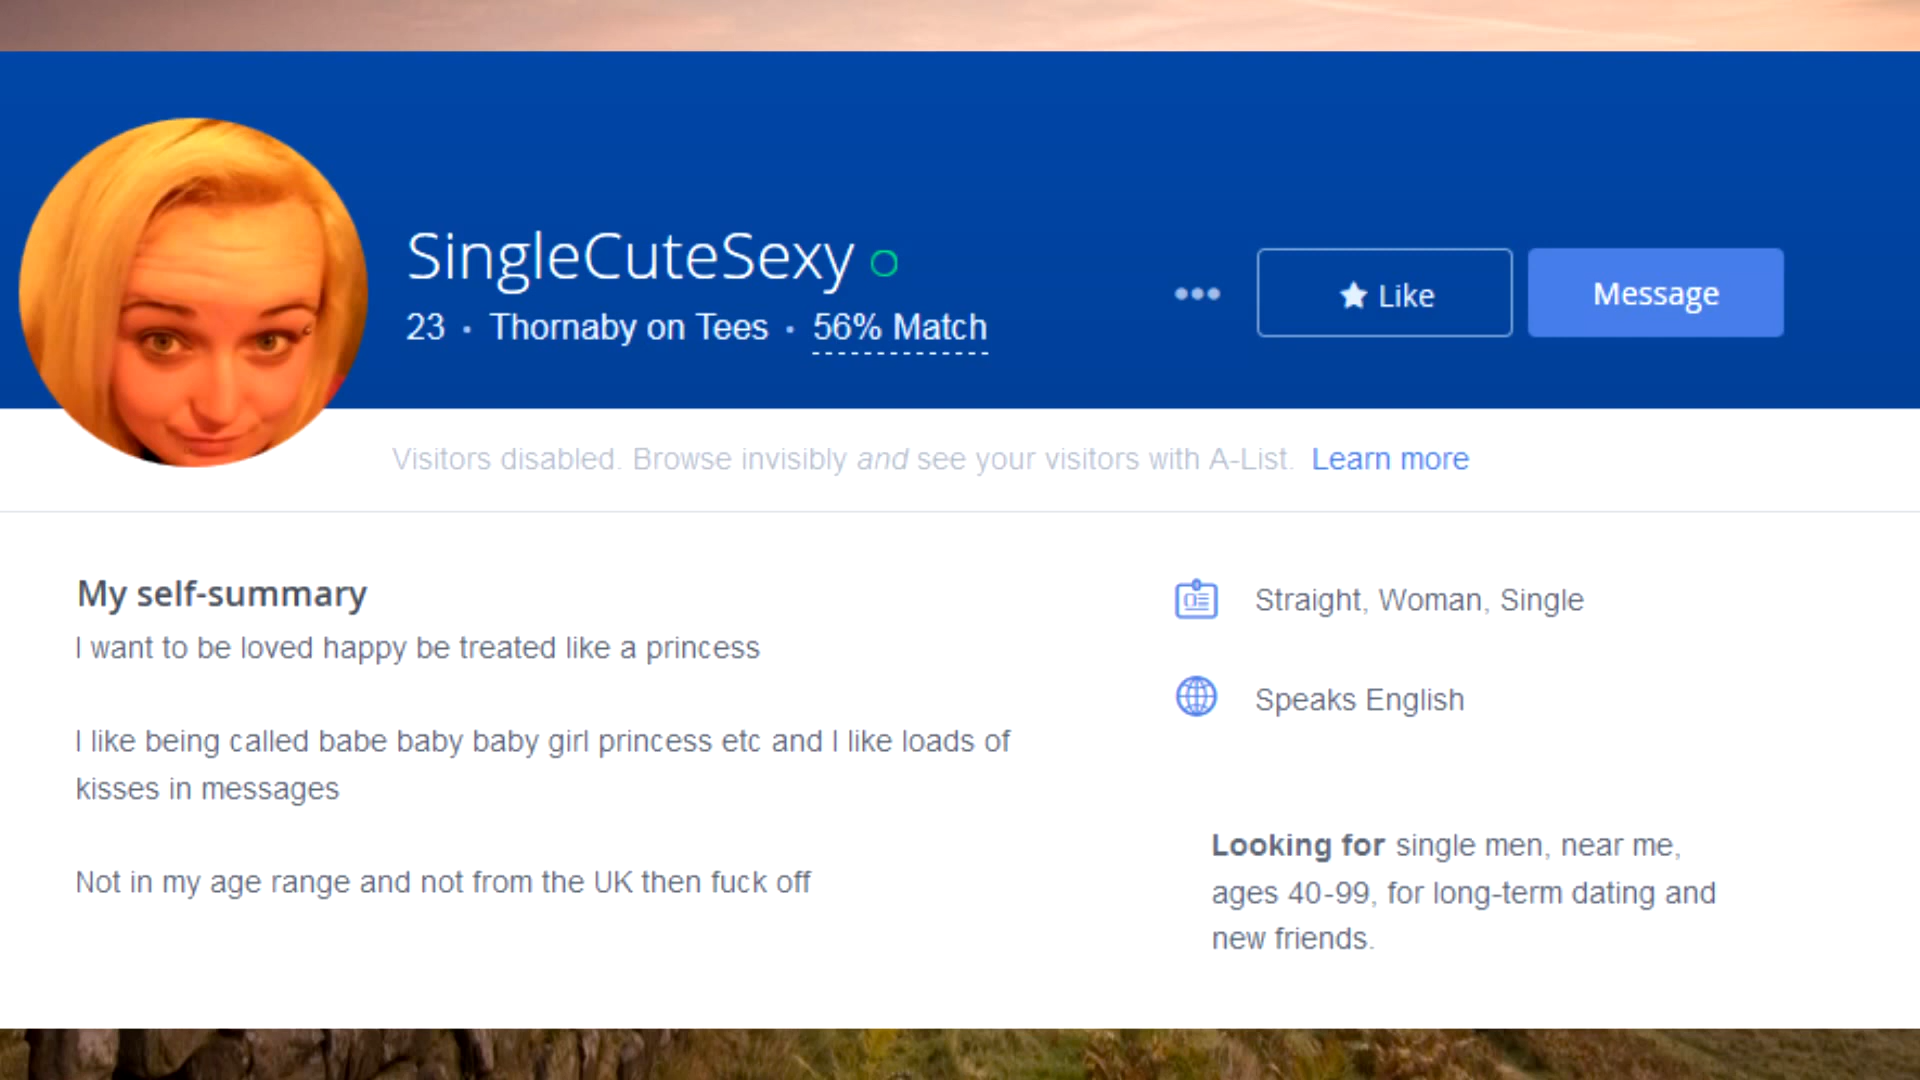 SingleCuteSexy
23 · Thornaby on Tees · 56% Match
••• ★ Like Message
Visitors disabled. Browse invisibly and see your visitors with A-List. Learn more
My self-summary
I want to be loved happy be treated like a princess
I like being called babe baby baby girl princess etc and I like loads of
kisses in messages
Not in my age range and not from the UK then fuck off
Straight, Woman, Single
Speaks English
Looking for single men, near me,
ages 40-99, for long-term dating and
new friends.